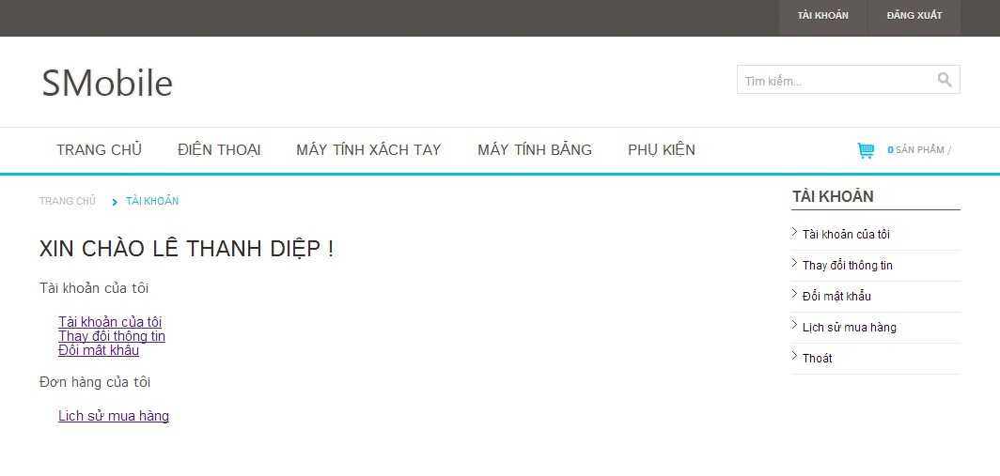 TÀI KHOẢN ĐĂNG XUẤT
SMobile
Tìm kiếm...
TRANG CHỦ ĐIỆN THOẠI MÁY TÍNH XÁCH TAY MÁY TÍNH BẢNG PHỤ KIỆN 0 SẢN PHẨM /
TRANG CHỦ TÀI KHOẢN
XIN CHÀO LÊ THANH DIỆP !
Tài khoản của tôi
Tài khoản của tôi
Thay đổi thông tin
Đổi mật khẩu
Đơn hàng của tôi
Lịch sử mua hàng
TÀI KHOẢN
Tài khoản của tôi
Thay đổi thông tin
Đổi mật khẩu
Lịch sử mua hàng
Thoát